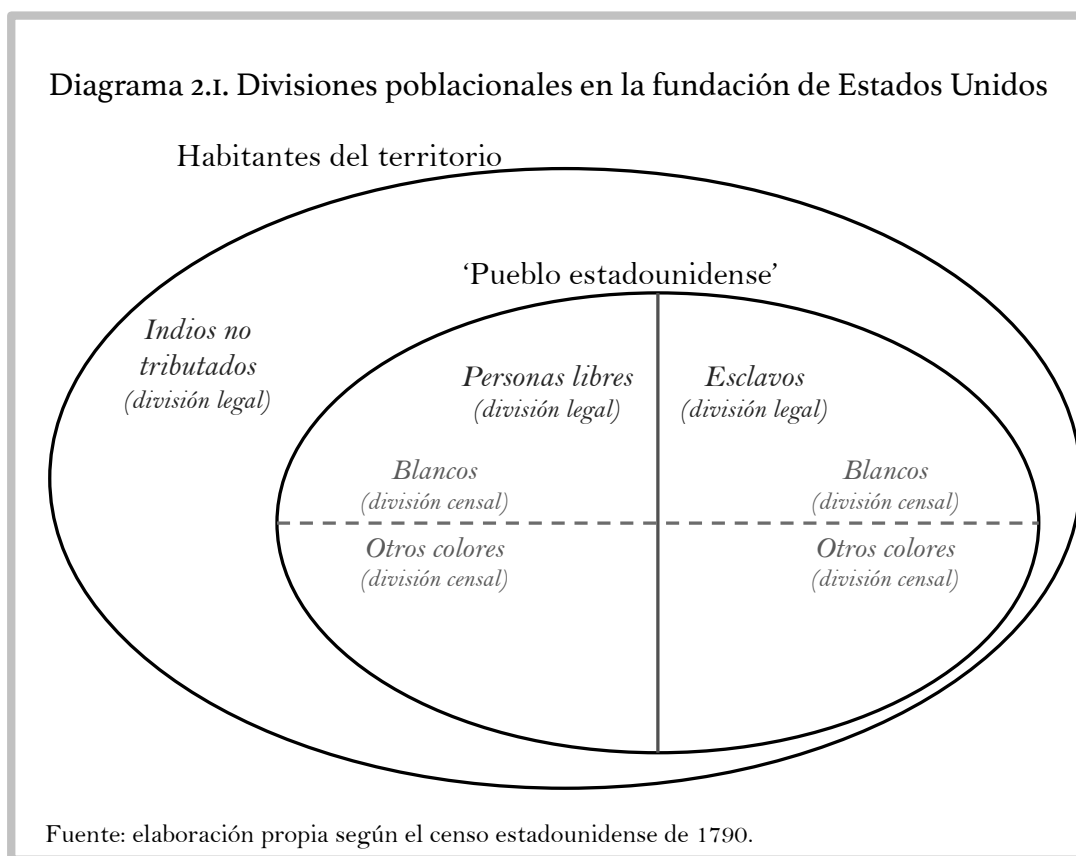 Diagrama 2.1. Divisiones poblacionales en la fundación de Estados Unidos
Habitantes del territorio
‘Pueblo estadounidense’
Indios no
tributados
(división legal)
Personas libres
(división legal)
Esclavos
(división legal)
Blancos
(división censal)
Blancos
(división censal)
Otros colores
(división censal)
Otros colores
(división censal)
Fuente: elaboración propia según el censo estadounidense de 1790.